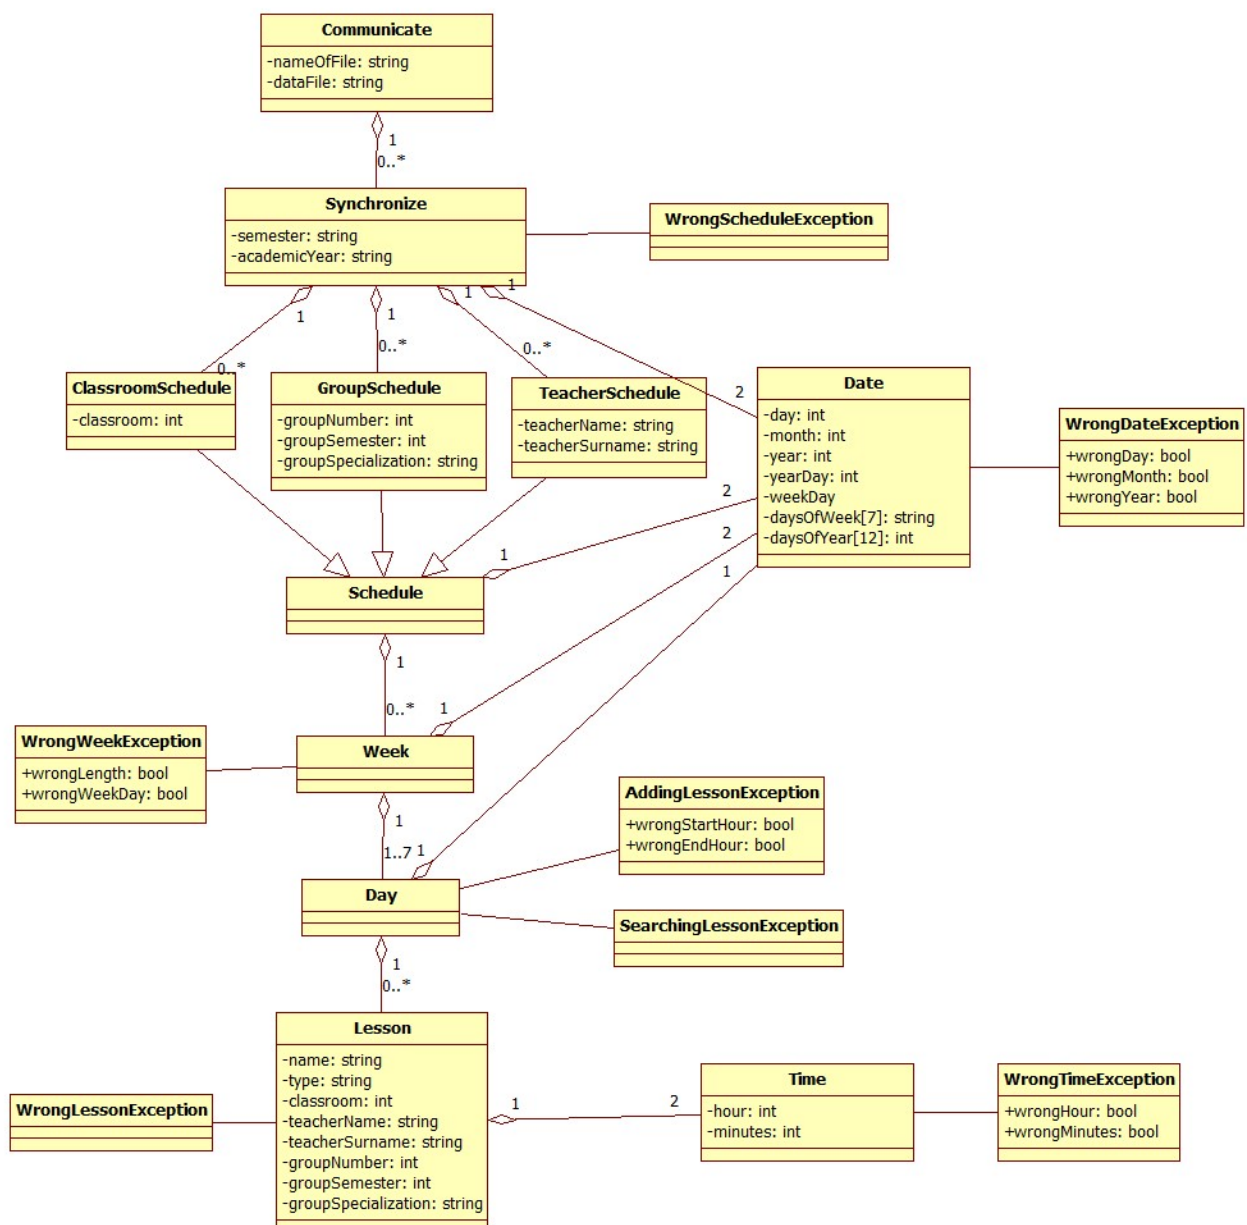 Communicate
-nameOfFile: string
-dataFile: string
1
0..*
Synchronize
-semester: string
-academicYear: string
WrongScheduleException
1
1
1
1
0..*
0..*
0..*
2
ClassroomSchedule
-classroom: int
GroupSchedule
-groupNumber: int
-groupSemester: int
-groupSpecialization: string
TeacherSchedule
-teacherName: string
-teacherSurname: string
Date
-day: int
-month: int
-year: int
-yearDay: int
-weekDay
-daysOfWeek[7]: string
-daysOfYear[12]: int
WrongDateException
+wrongDay: bool
+wrongMonth: bool
+wrongYear: bool
2
2
1
1
Schedule
1
0..*
1
WrongWeekException
+wrongLength: bool
+wrongWeekDay: bool
Week
1
1..7
1
AddingLessonException
+wrongStartHour: bool
+wrongEndHour: bool
Day
SearchingLessonException
1
0..*
Lesson
-name: string
-type: string
-classroom: int
-teacherName: string
-teacherSurname: string
-groupNumber: int
-groupSemester: int
-groupSpecialization: string
WrongLessonException
1
2
Time
-hour: int
-minutes: int
WrongTimeException
+wrongHour: bool
+wrongMinutes: bool